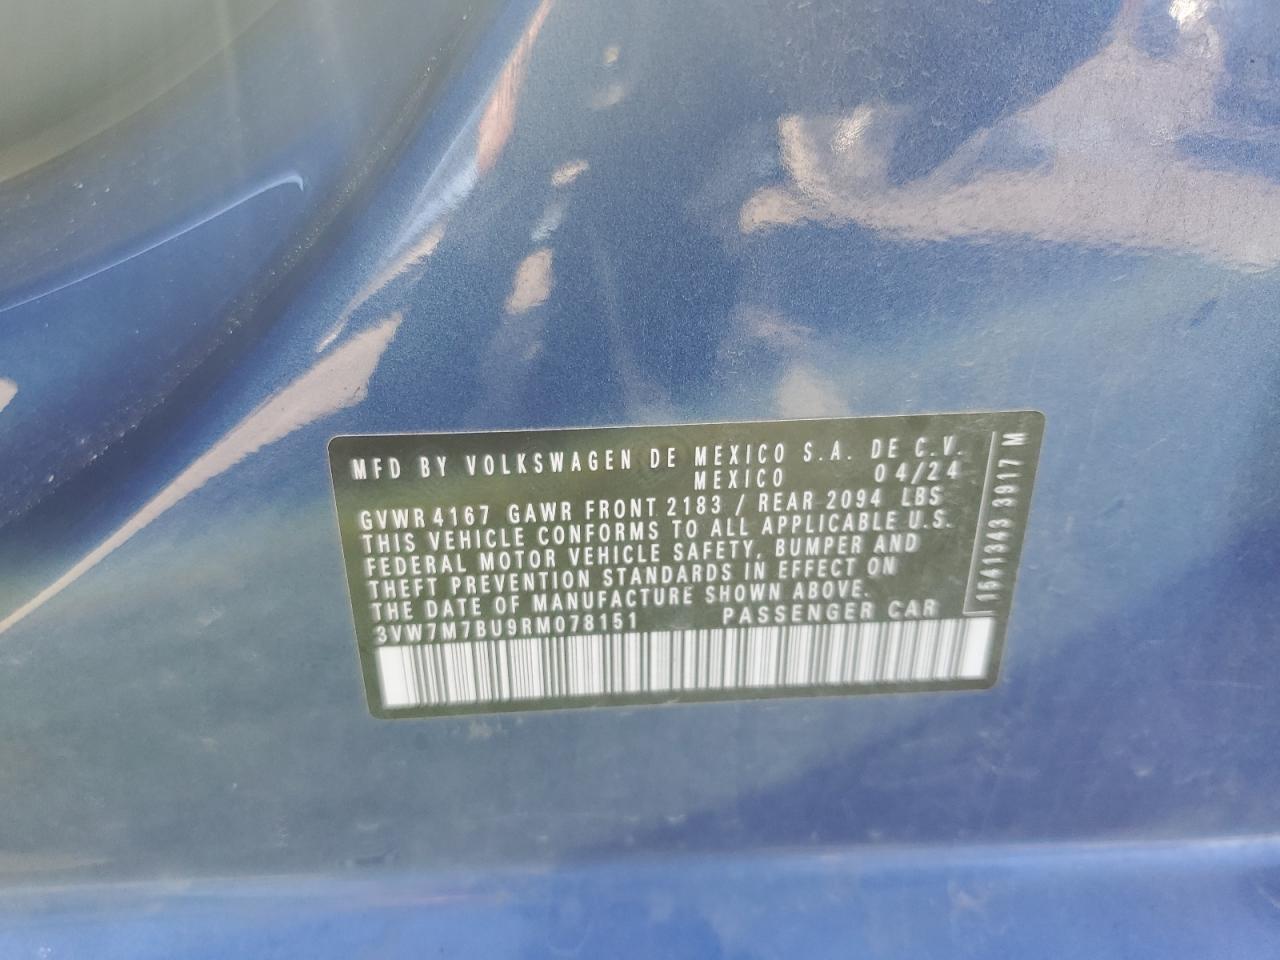 MFD BY VOLKSWAGEN DE MEXICO S.A. DE C.V.
MEXICO 04/24
GVWR 4167 GAWR FRONT 2183 / REAR 2094 LBS
THIS VEHICLE CONFORMS TO ALL APPLICABLE U.S.
FEDERAL MOTOR VEHICLE SAFETY, BUMPER AND
THEFT PREVENTION STANDARDS IN EFFECT ON
THE DATE OF MANUFACTURE SHOWN ABOVE.
3VW7M7BU9RM078151 PASSENGER CAR
1541343 3917 M